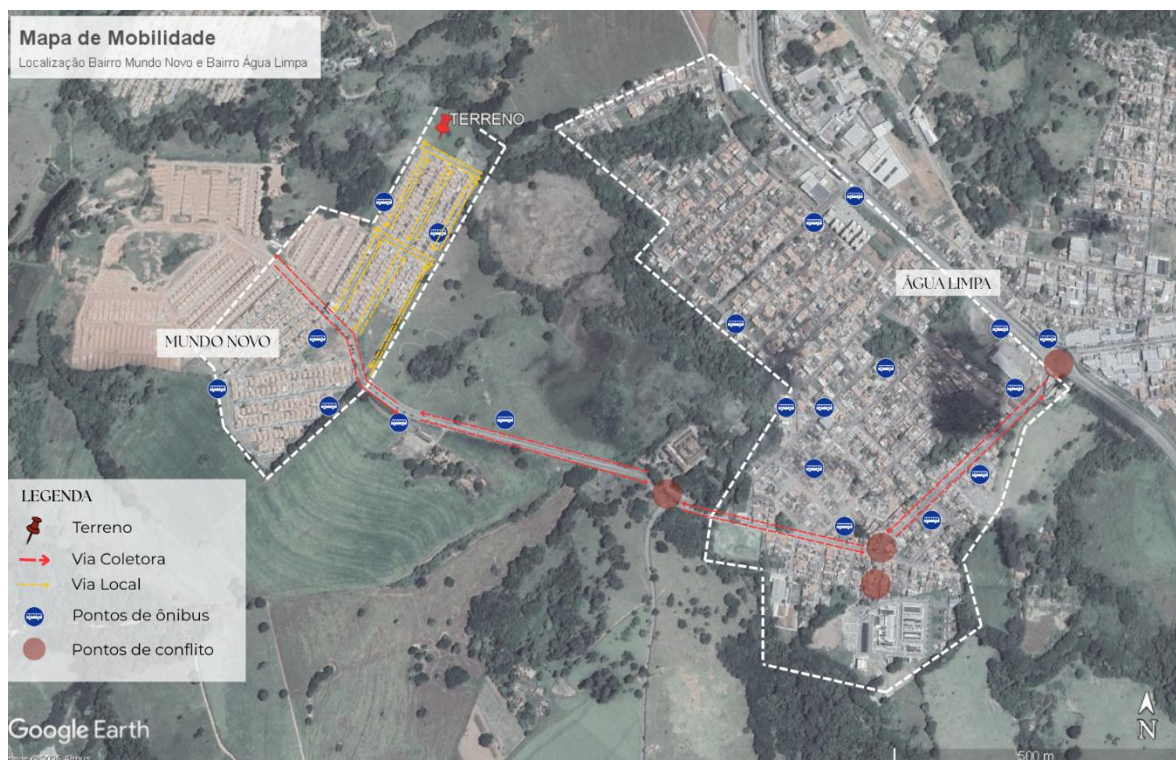 Mapa de Mobilidade
Localização Bairro Mundo Novo e Bairro Água Limpa
TERRENO
ÁGUA LIMPA
MUNDO NOVO
LEGENDA
Terreno
Via Coletora
Via Local
Pontos de ônibus
Pontos de conflito
Google Earth
N
500 m